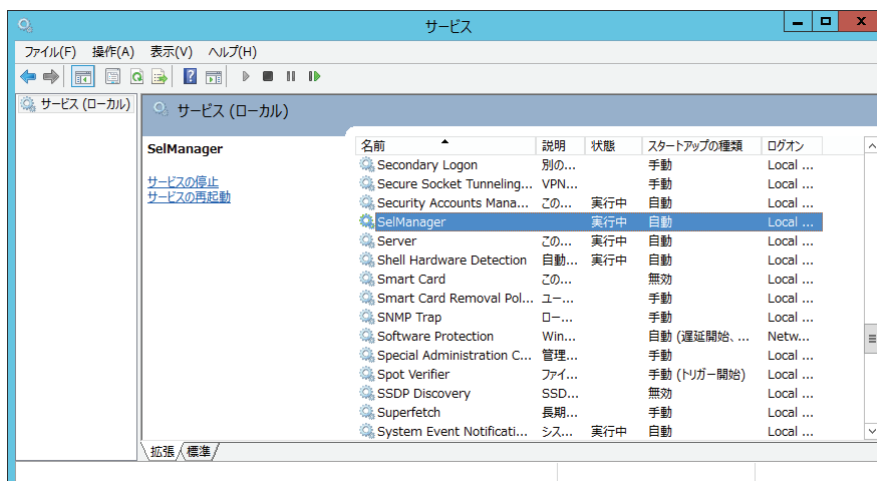 サービス
ファイル(F) 操作(A) 表示(V) ヘルプ(H)
サービス (ローカル)
サービス (ローカル)
SelManager
サービスの停止
サービスの再起動
名前 説明 状態 スタートアップの種類 ログオン
Secondary Logon 別の... 手動 Local ...
Secure Socket Tunneling... VPN... 手動 Local ...
Security Accounts Mana... この... 実行中 自動 Local ...
SelManager 実行中 自動 Local ...
Server この... 実行中 自動 Local ...
Shell Hardware Detection 自動... 実行中 自動 Local ...
Smart Card この... 無効 Local ...
Smart Card Removal Pol... ユー... 手動 Local ...
SNMP Trap ロー... 手動 Local ...
Software Protection Win... 自動 (遅延開始、... Netw...
Special Administration C... 管理... 手動 Local ...
Spot Verifier ファイ... 手動 (トリガー開始) Local ...
SSDP Discovery SSD... 無効 Local ...
Superfetch 長期... 手動 Local ...
System Event Notificati... シス... 実行中 自動 Local ...
拡張 標準